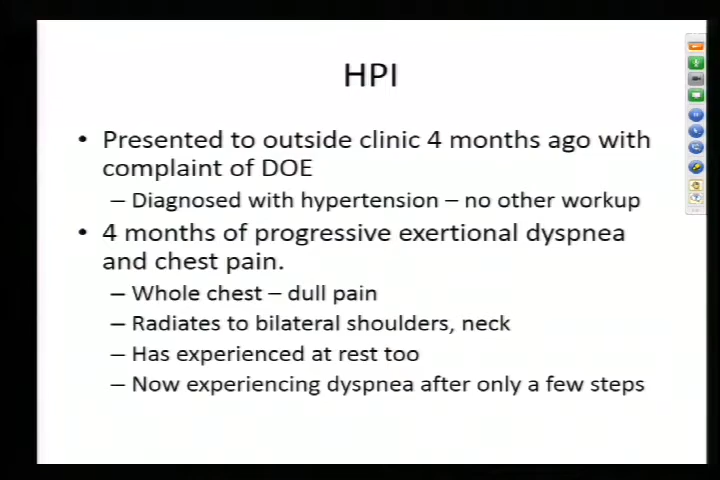 HPI
• Presented to outside clinic 4 months ago with
complaint of DOE
– Diagnosed with hypertension – no other workup
• 4 months of progressive exertional dyspnea
and chest pain.
– Whole chest – dull pain
– Radiates to bilateral shoulders, neck
– Has experienced at rest too
– Now experiencing dyspnea after only a few steps